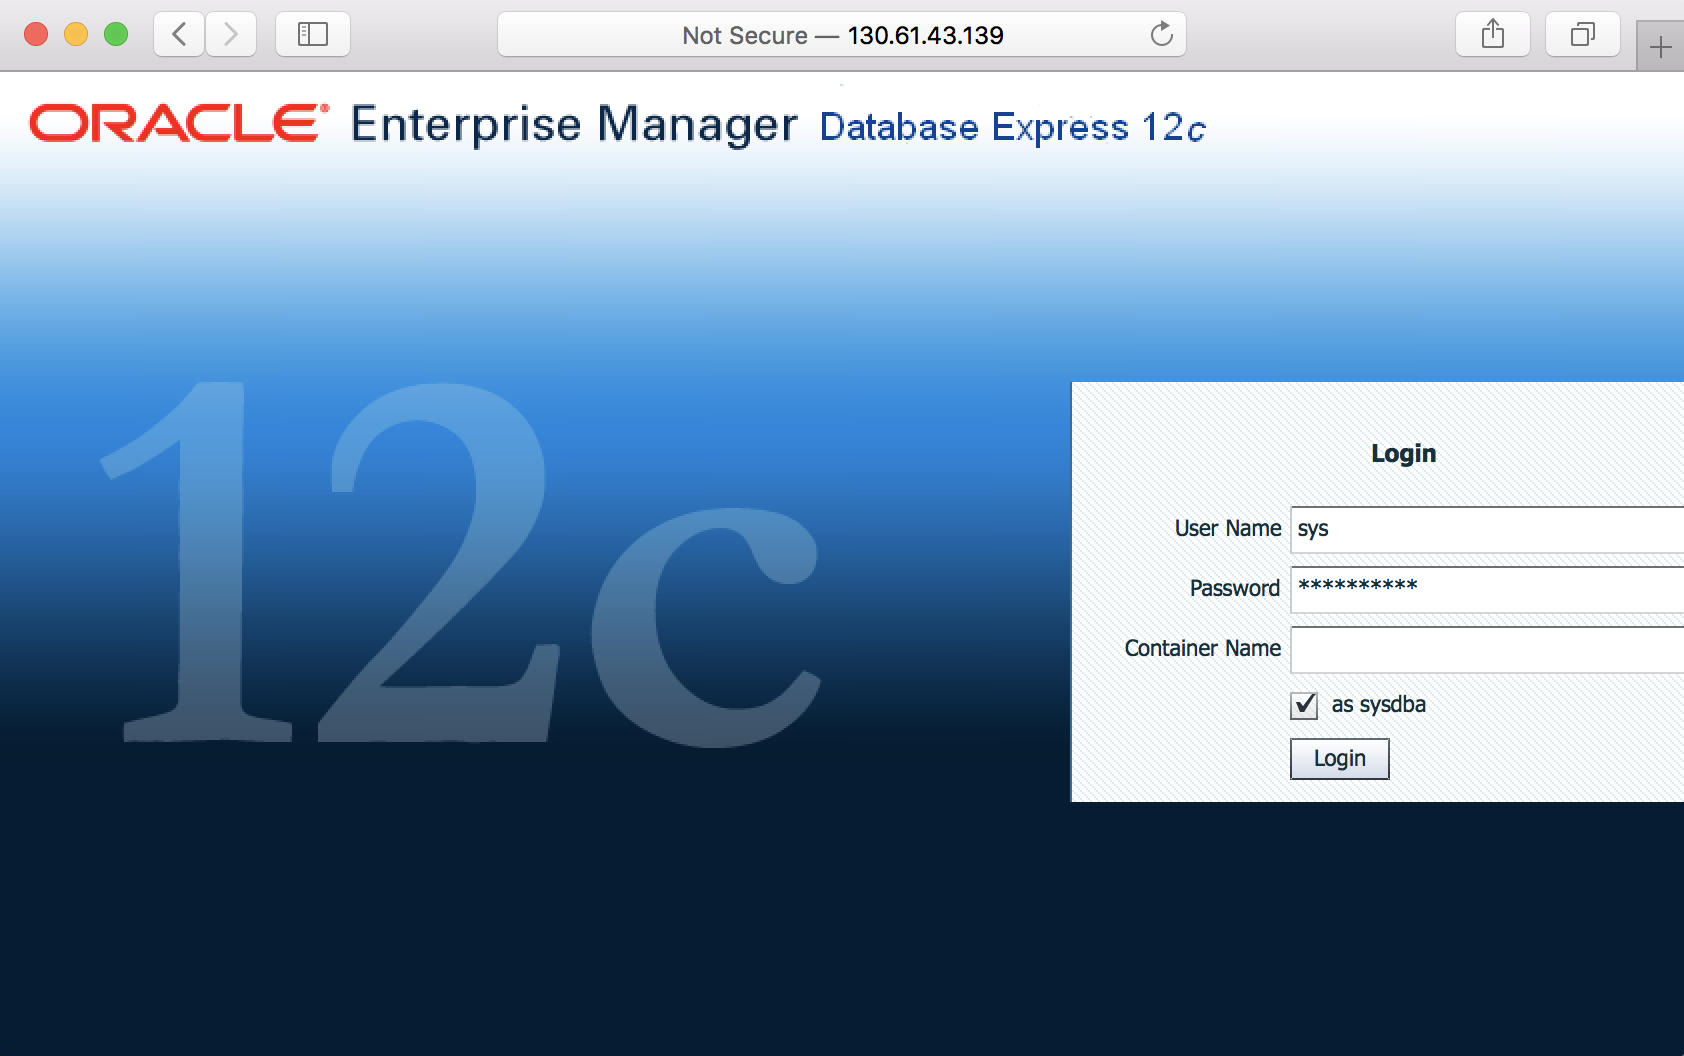 Not Secure — 130.61.43.139
ORACLE® Enterprise Manager Database Express 12c
12c
Login
User Name sys
Password **********
Container Name
as sysdba
Login